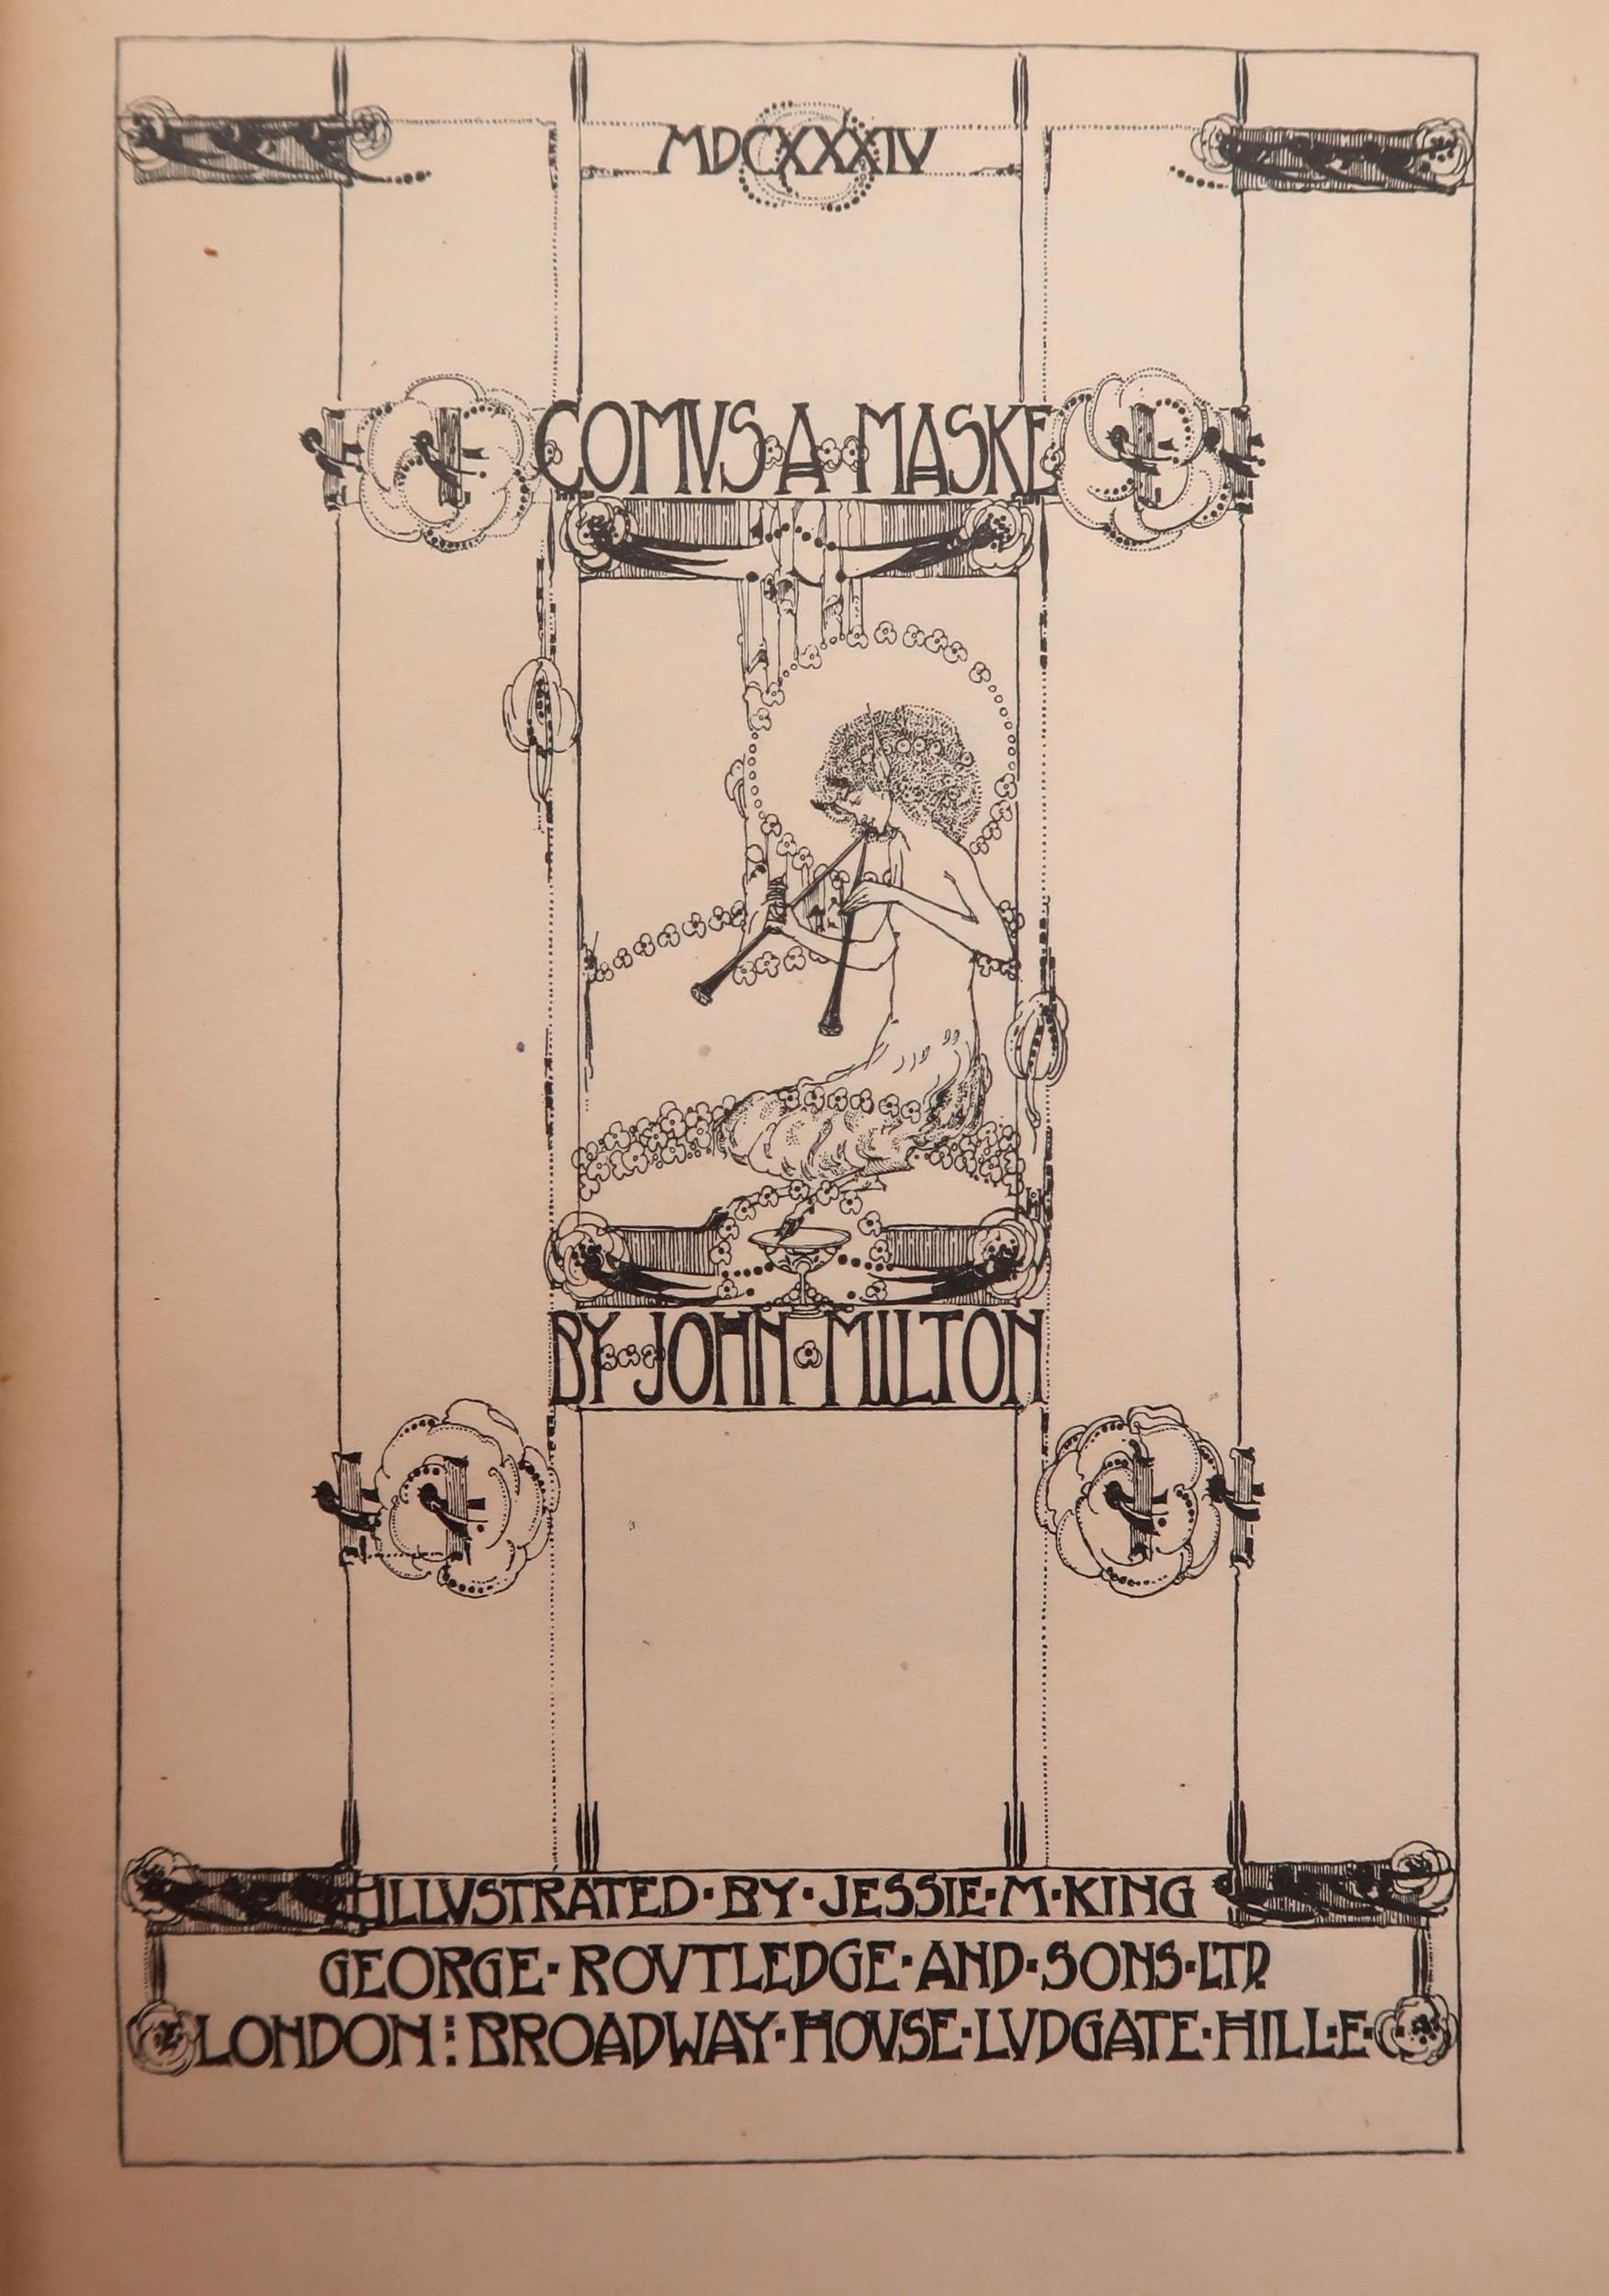 MDCXXXIV
COMVS·A·MASKE
BY·JOHN·MILTON
ILLVSTRATED·BY·JESSIE·M·KING
GEORGE·ROVTLEDGE·AND·SONS·LTD.
LONDON⋮BROADWAY·HOVSE·LVDGATE·HILL·E·C·